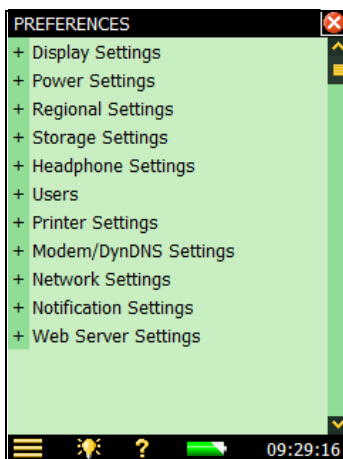 PREFERENCES
+ Display Settings
+ Power Settings
+ Regional Settings
+ Storage Settings
+ Headphone Settings
+ Users
+ Printer Settings
+ Modem/DynDNS Settings
+ Network Settings
+ Notification Settings
+ Web Server Settings
? 09:29:16